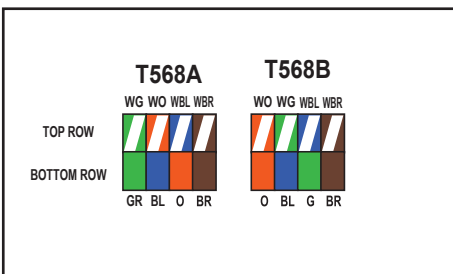 T568A T568B
WG WO WBL WBR WO WG WBL WBR
TOP ROW
BOTTOM ROW
GR BL O BR O BL G BR